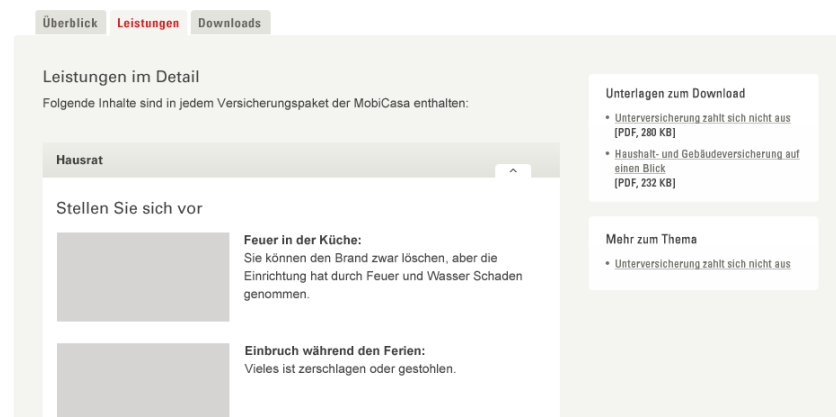 Überblick Leistungen Downloads
Leistungen im Detail
Folgende Inhalte sind in jedem Versicherungspaket der MobiCasa enthalten:
Hausrat
Stellen Sie sich vor
Feuer in der Küche:
Sie können den Brand zwar löschen, aber die
Einrichtung hat durch Feuer und Wasser Schaden
genommen.
Einbruch während den Ferien:
Vieles ist zerschlagen oder gestohlen.
Unterlagen zum Download
• Unterversicherung zahlt sich nicht aus
[PDF, 280 KB]
• Haushalt- und Gebäudeversicherung auf
einen Blick
[PDF, 232 KB]
Mehr zum Thema
• Unterversicherung zahlt sich nicht aus